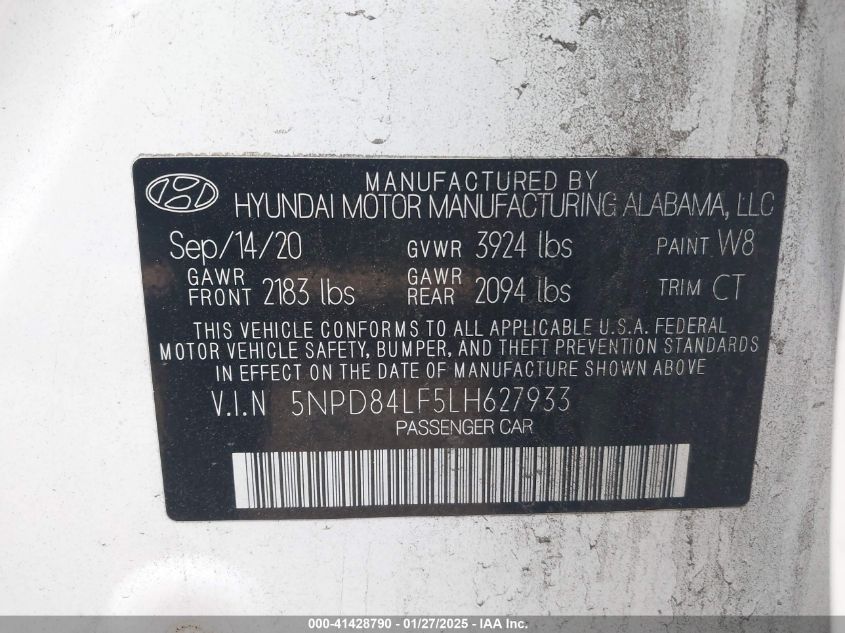 MANUFACTURED BY
HYUNDAI MOTOR MANUFACTURING ALABAMA, LLC
Sep/14/20 GVWR 3924 lbs PAINT W8
GAWR FRONT 2183 lbs GAWR REAR 2094 lbs TRIM CT
THIS VEHICLE CONFORMS TO ALL APPLICABLE U.S.A. FEDERAL
MOTOR VEHICLE SAFETY, BUMPER, AND THEFT PREVENTION STANDARDS
IN EFFECT ON THE DATE OF MANUFACTURE SHOWN ABOVE
V.I.N 5NPD84LF5LH627933
PASSENGER CAR
000-41428790 - 01/27/2025 - IAA Inc.